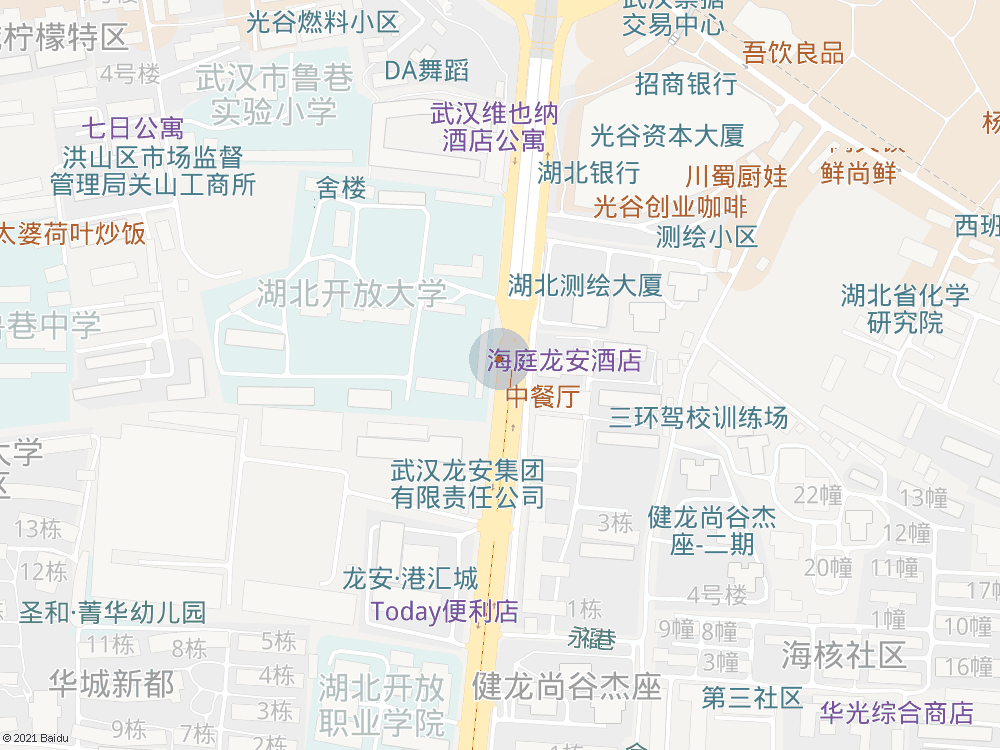 光谷燃料小区
交易中心
柠檬特区
吾饮良品
4号楼
武汉市鲁巷
实验小学
DA舞蹈
招商银行
武汉维也纳
酒店公寓
七日公寓
光谷资本大厦
洪山区市场监督
管理局关山工商所
舍楼
湖北银行
川蜀厨娃
鲜尚鲜
光谷创业咖啡
太婆荷叶炒饭
测绘小区
西班
湖北开放大学
湖北测绘大厦
湖北省化学
研究院
巷中学
海庭龙安酒店
中餐厅
三环驾校训练场
大学
区
武汉龙安集团
有限责任公司
22幢
13幢
13栋
3栋
健龙尚谷杰
座-二期
12幢
12栋
20幢
11幢
龙安·港汇城
4号楼
17幢
圣和·菁华幼儿园
Today便利店
1栋
1幢
10幢
9幢
8幢
永福巷
11栋
8栋
5栋
3幢
海核社区
16幢
4栋
华城新都
湖北开放
职业学院
健龙尚谷杰座
第三社区
华光综合商店
3栋
9栋
7栋
2栋
© 2021 Baidu